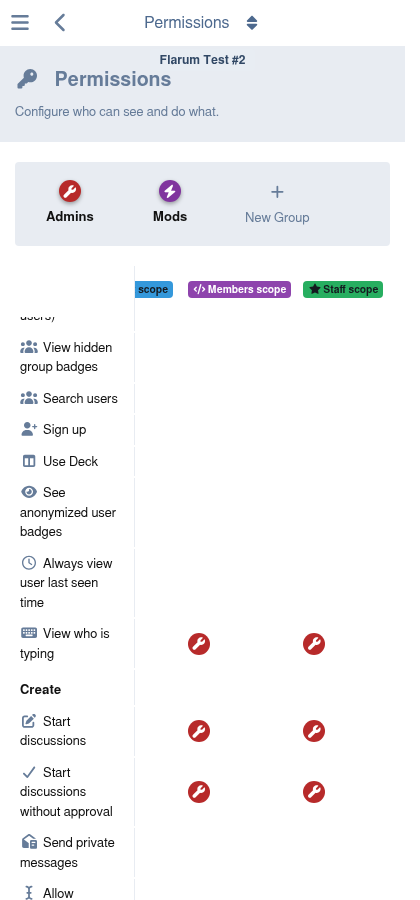 Permissions
Flarum Test #2
Permissions
Configure who can see and do what.
Admins
Mods
New Group
scope
Members scope
Staff scope
users)
View hidden
group badges
Search users
Sign up
Use Deck
See
anonymized user
badges
Always view
user last seen
time
View who is
typing
Create
Start
discussions
Start
discussions
without approval
Send private
messages
Allow